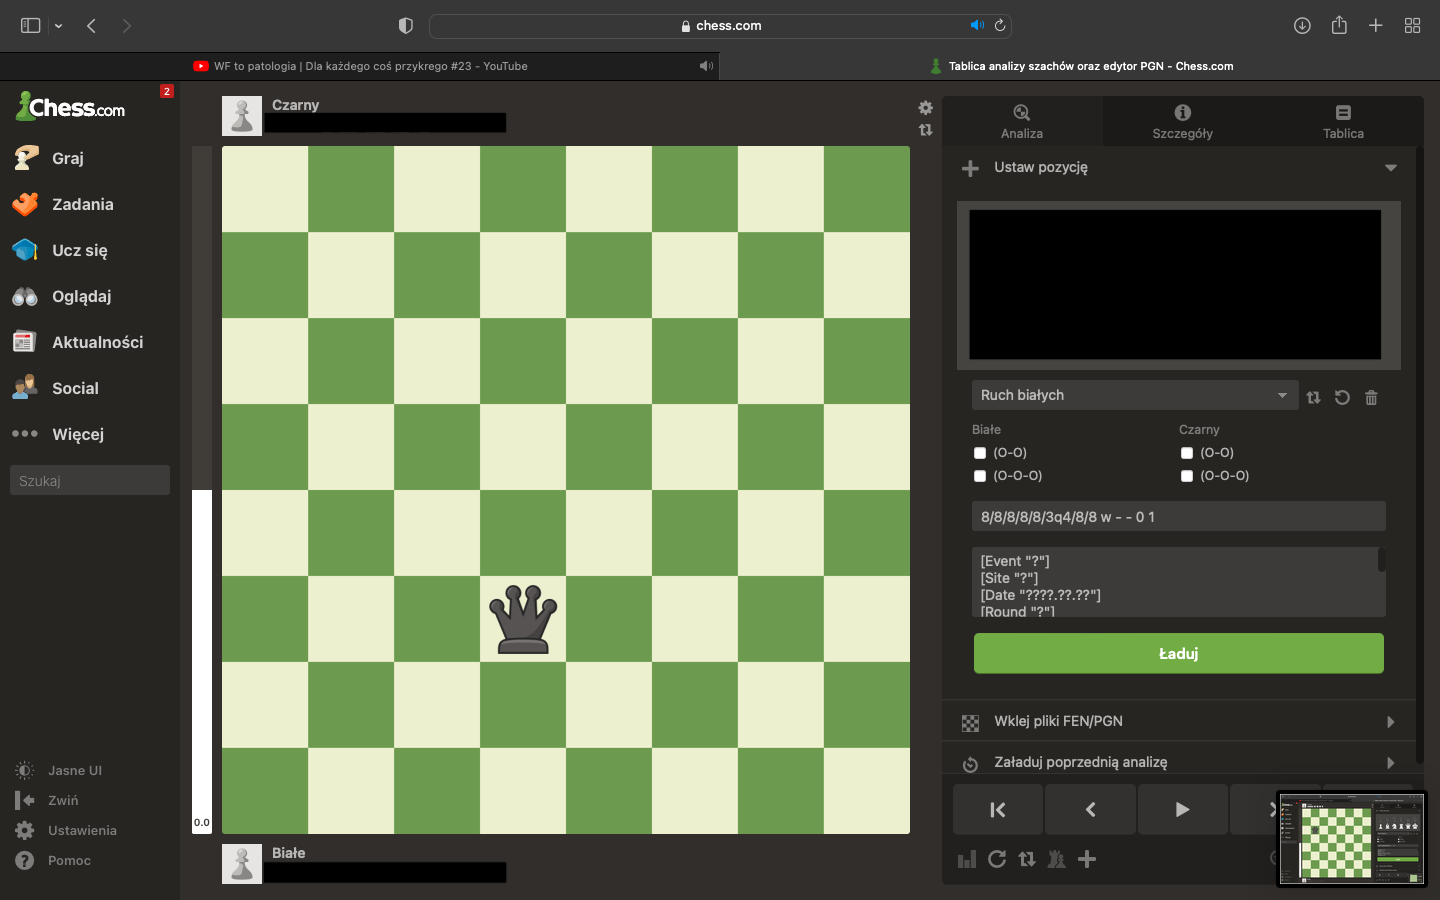 chess.com
WF to patologia | Dla każdego coś przykrego #23 - YouTube
Tablica analizy szachów oraz edytor PGN - Chess.com
Chess.com
2
Graj
Zadania
Ucz się
Oglądaj
Aktualności
Social
Więcej
Szukaj
Jasne UI
Zwiń
Ustawienia
Pomoc
Czarny
0.0
Białe
Analiza
Szczegóły
Tablica
Ustaw pozycję
Ruch białych
Białe
Czarny
(O-O)
(O-O)
(O-O-O)
(O-O-O)
8/8/8/8/8/3q4/8/8 w - - 0 1
[Event "?"]
[Site "?"]
[Date "????.??.??"]
[Round "?"]
Ładuj
Wklej pliki FEN/PGN
Załaduj poprzednią analizę